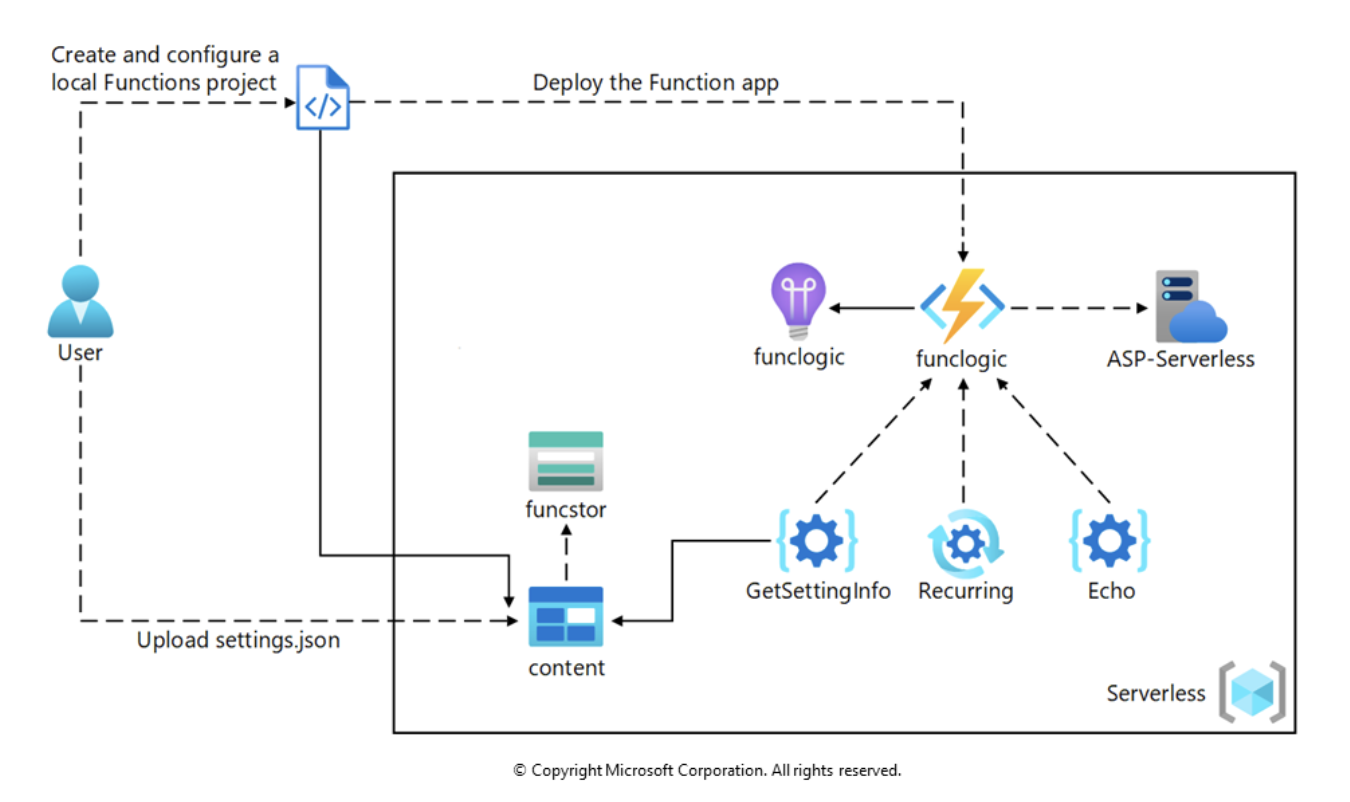 Create and configure a
local Functions project
Deploy the Function app
User
funclogic
funclogic
ASP-Serverless
funcstor
GetSettingInfo
Recurring
Echo
Upload settings.json
content
Serverless
© Copyright Microsoft Corporation. All rights reserved.